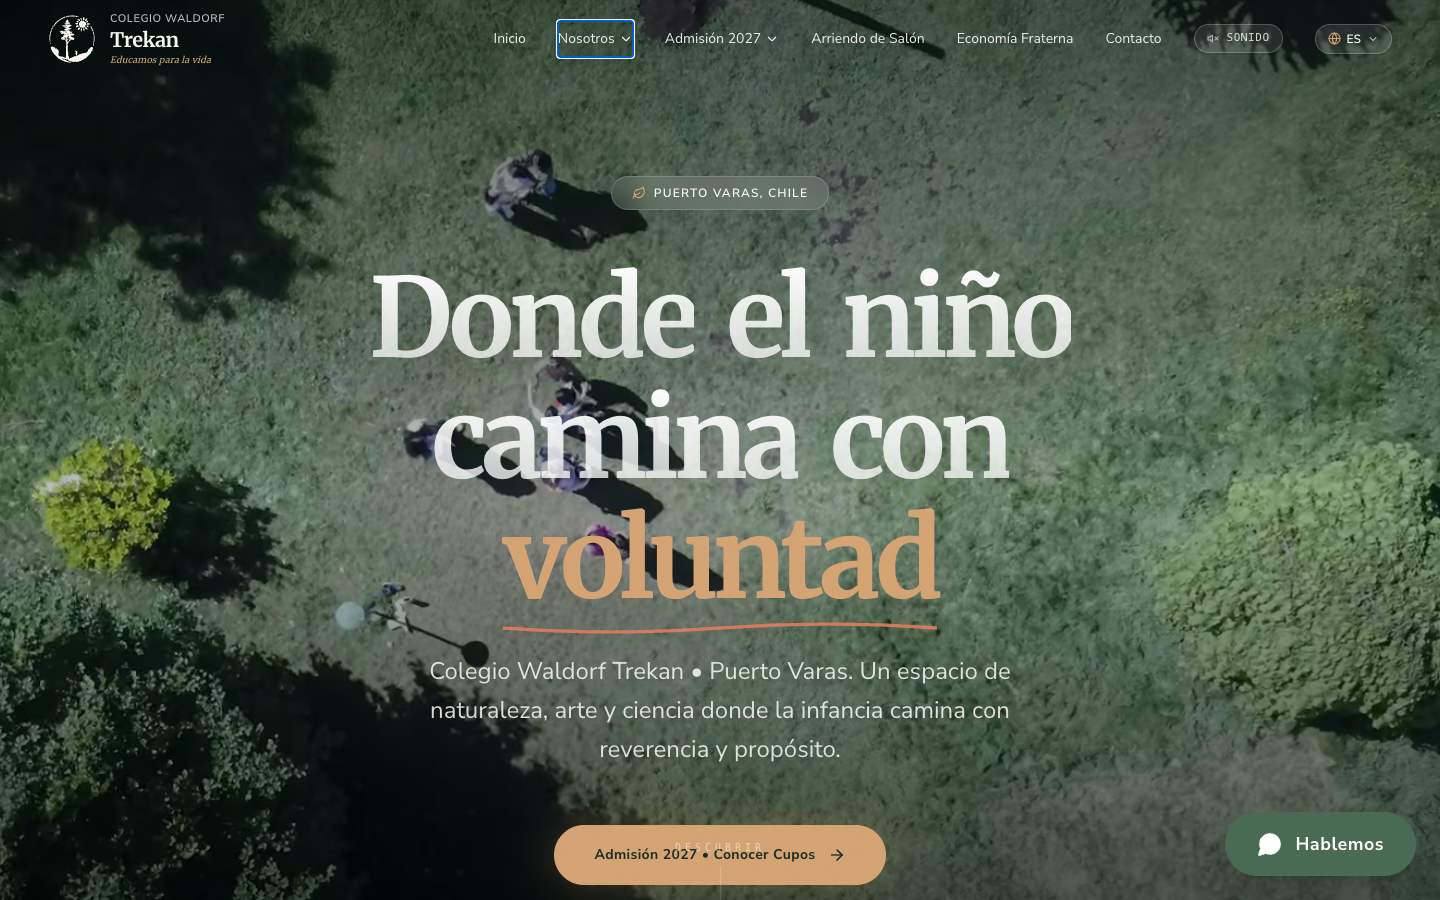 COLEGIO WALDORF
Trekan
Educamos para la vida
Inicio
Nosotros
Admisión 2027
Arriendo de Salón
Economía Fraterna
Contacto
SONIDO
ES
PUERTO VARAS, CHILE
Donde el niño
camina con
voluntad
Colegio Waldorf Trekan • Puerto Varas. Un espacio de
naturaleza, arte y ciencia donde la infancia camina con
reverencia y propósito.
DESCUBRIR
Admisión 2027 • Conocer Cupos
Hablemos